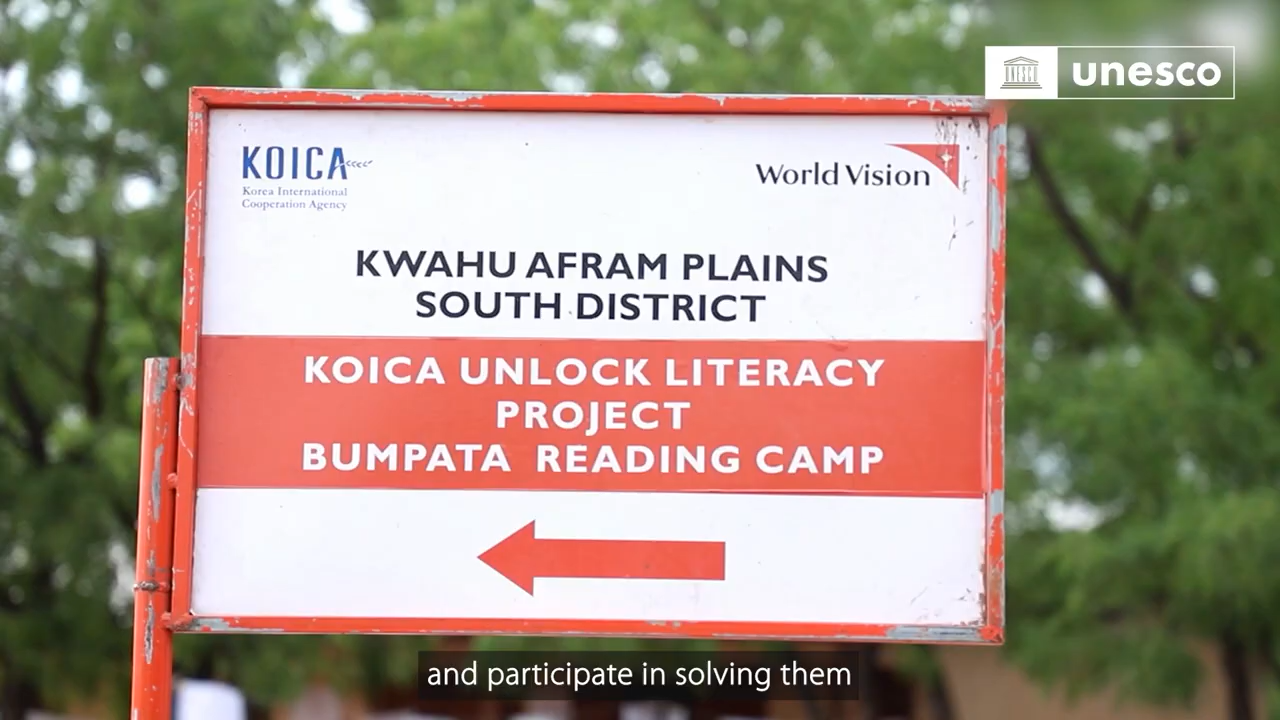 UNESCO
unesco
KOICA
Korea International
Cooperation Agency
World Vision
KWAHU AFRAM PLAINS
SOUTH DISTRICT
KOICA UNLOCK LITERACY
PROJECT
BUMPATA READING CAMP
and participate in solving them